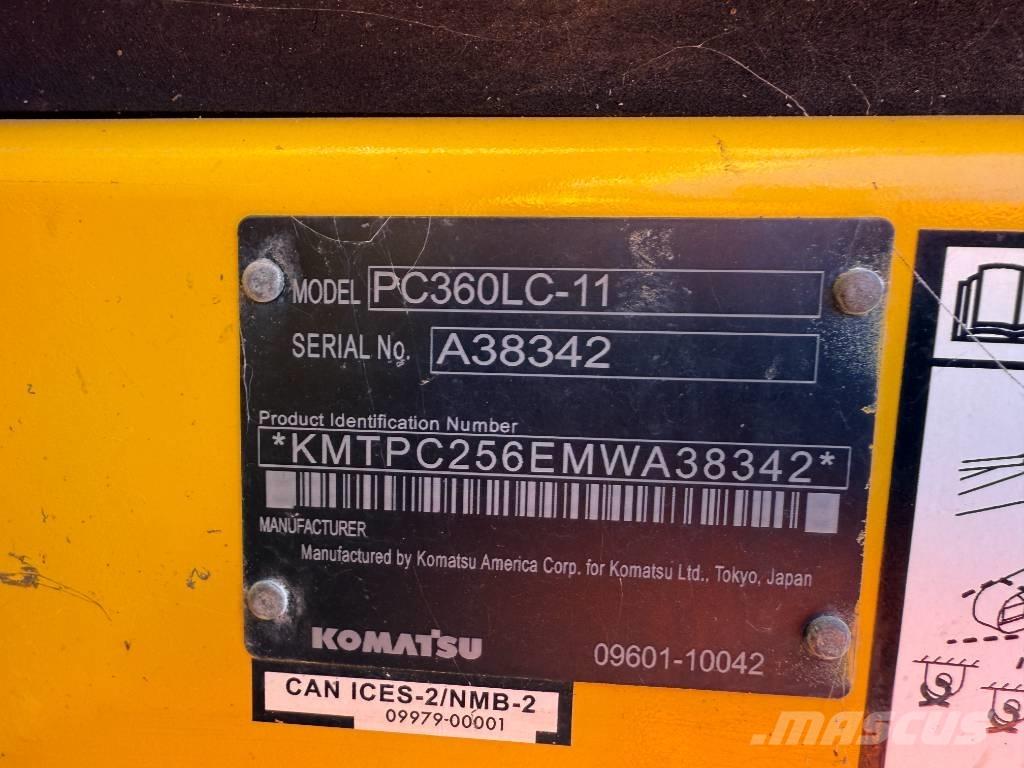 MODEL PC360LC-11
SERIAL No. A38342
Product Identification Number
*KMTPC256EMWA38342*
MANUFACTURER
Manufactured by Komatsu America Corp. for Komatsu Ltd., Tokyo, Japan
KOMATSU 09601-10042
CAN ICES-2/NMB-2
09979-00001
MASCUS